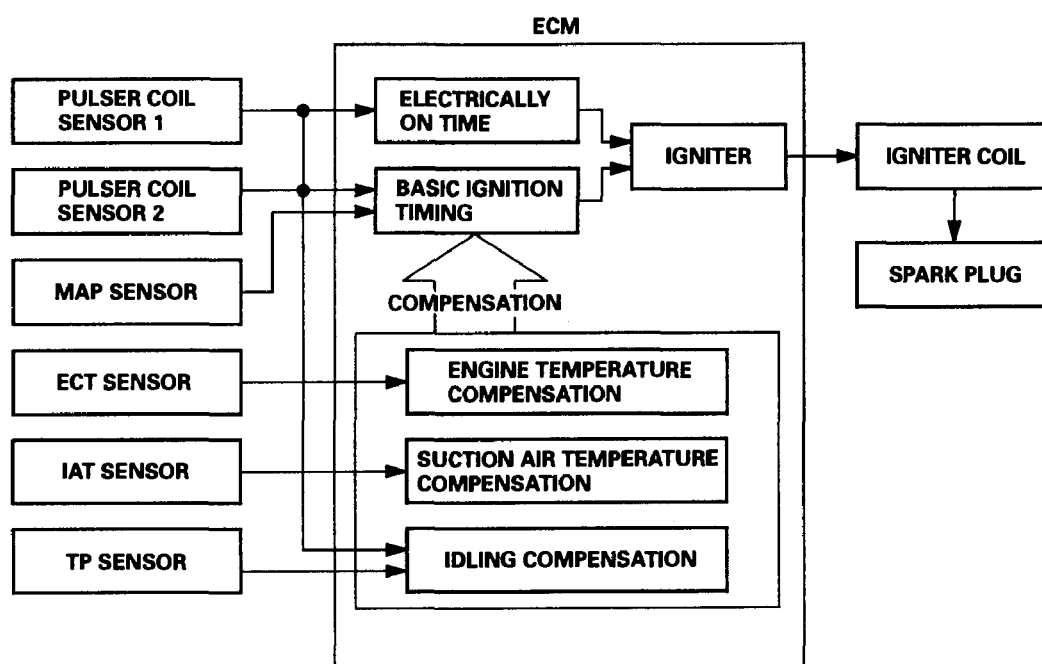 ECM
PULSER COIL
SENSOR 1
ELECTRICALLY
ON TIME
IGNITER
IGNITER COIL
PULSER COIL
SENSOR 2
BASIC IGNITION
TIMING
MAP SENSOR
SPARK PLUG
COMPENSATION
ECT SENSOR
ENGINE TEMPERATURE
COMPENSATION
IAT SENSOR
SUCTION AIR TEMPERATURE
COMPENSATION
TP SENSOR
IDLING COMPENSATION